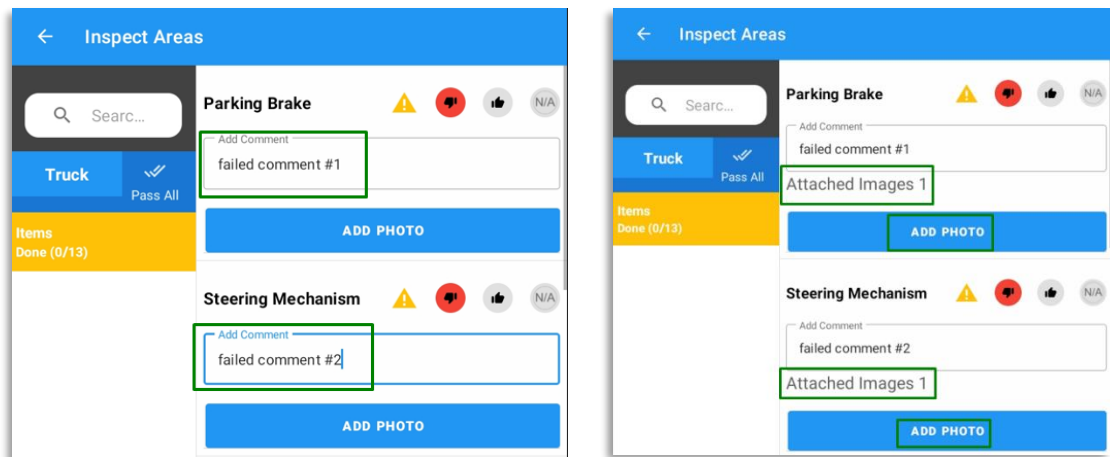 Inspect Areas
Searc...
Truck
Pass All
Items
Done (0/13)
Parking Brake
N/A
Add Comment
failed comment #1
ADD PHOTO
Steering Mechanism
N/A
Add Comment
failed comment #2
ADD PHOTO
Inspect Areas
Searc...
Truck
Pass All
Items
Done (0/13)
Parking Brake
N/A
Add Comment
failed comment #1
Attached Images 1
ADD PHOTO
Steering Mechanism
N/A
Add Comment
failed comment #2
Attached Images 1
ADD PHOTO